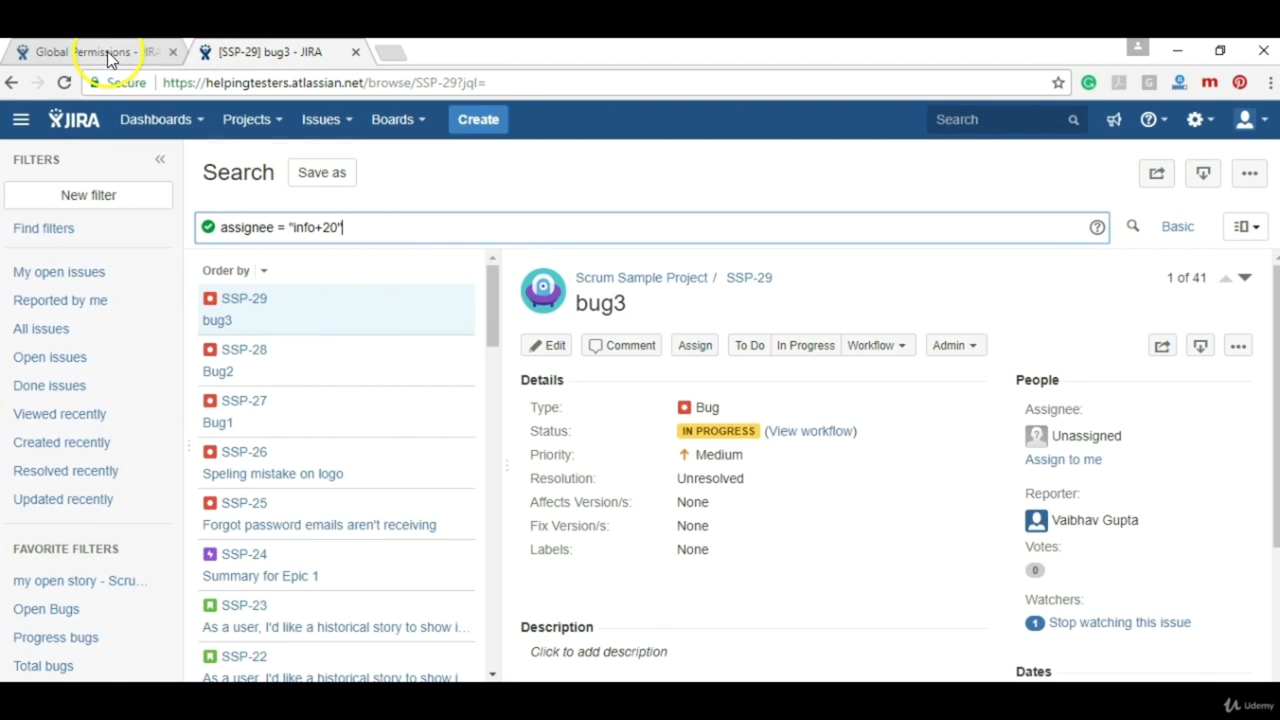 Global Permissions - JIRA
[SSP-29] bug3 - JIRA
Secure
https://helpingtesters.atlassian.net/browse/SSP-29?jql=
JIRA Dashboards Projects Issues Boards Create Search
FILTERS
New filter
Find filters
My open issues
Reported by me
All issues
Open issues
Done issues
Viewed recently
Created recently
Resolved recently
Updated recently
FAVORITE FILTERS
my open story - Scru...
Open Bugs
Progress bugs
Total bugs
Search
Save as
assignee = "info+20"
Basic
Order by
SSP-29
bug3
SSP-28
Bug2
SSP-27
Bug1
SSP-26
Speling mistake on logo
SSP-25
Forgot password emails aren't receiving
SSP-24
Summary for Epic 1
SSP-23
As a user, I'd like a historical story to show i...
SSP-22
As a user, I'd like a historical story to show i...
Scrum Sample Project / SSP-29
bug3
1 of 41
Edit Comment Assign To Do In Progress Workflow Admin
Details
Type: Bug
Status: IN PROGRESS (View workflow)
Priority: Medium
Resolution: Unresolved
Affects Version/s: None
Fix Version/s: None
Labels: None
Description
Click to add description
People
Assignee:
Unassigned
Assign to me
Reporter:
Vaibhav Gupta
Votes:
0
Watchers:
1 Stop watching this issue
Dates
Udemy